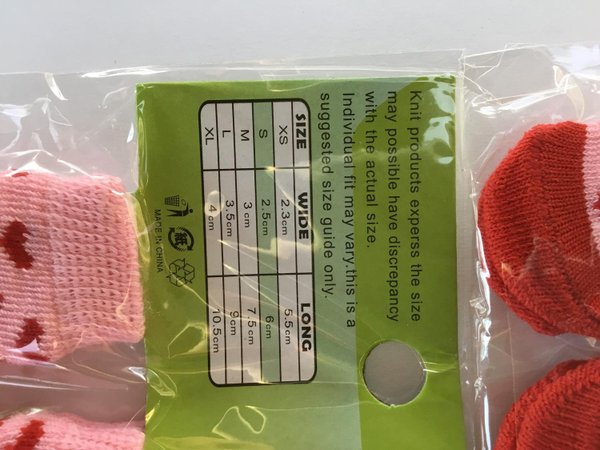 Knit products experss the size
may possible have discrepancy
with the actual size.
Individual fit may vary.this is a
suggested size guide only.
SIZE WIDE LONG
XS 2.3cm 5.5cm
S 2.5cm 6cm
M 3cm 7.5cm
L 3.5cm 9cm
XL 4cm 10.5cm
紙
MADE IN CHINA